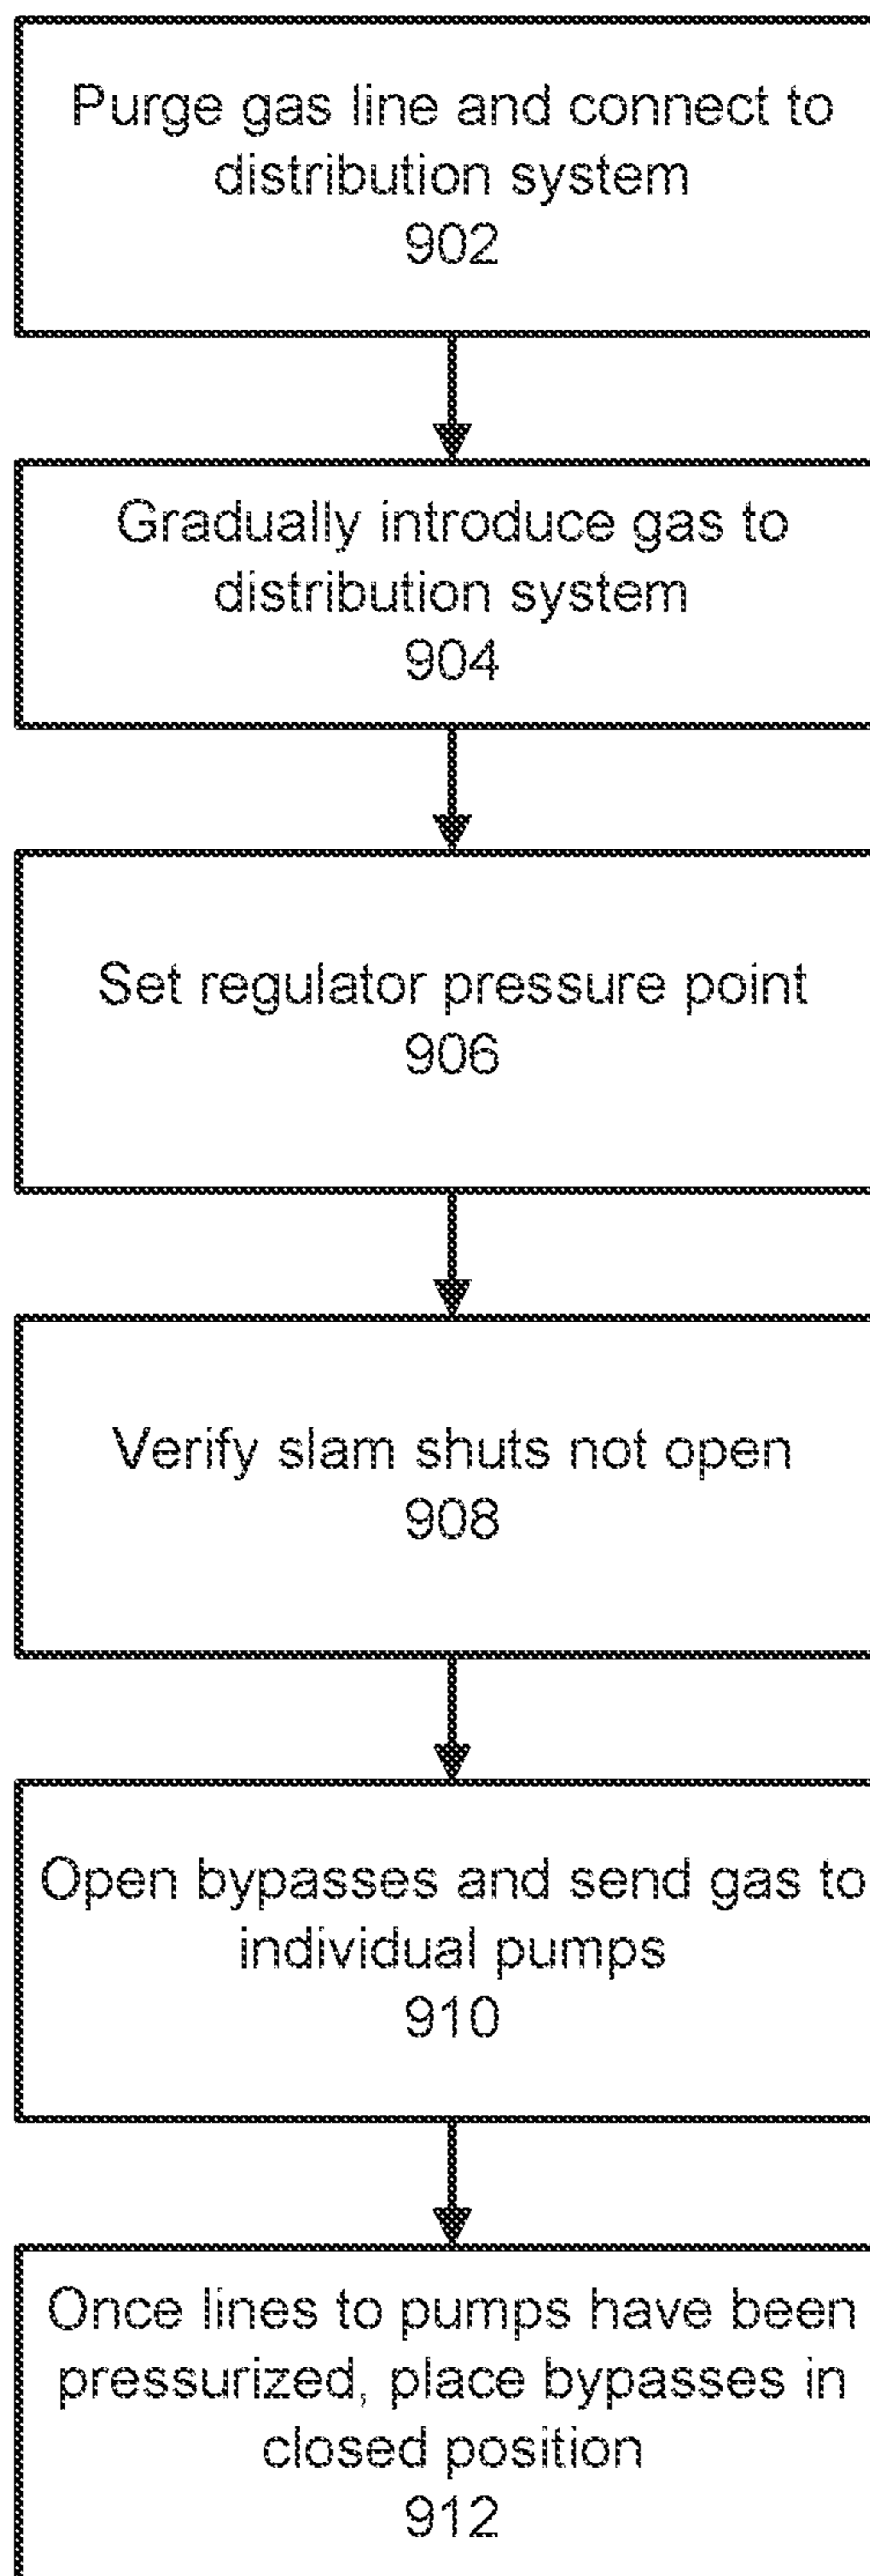 Purge gas line and connect to
distribution system
902
Gradually introduce gas to
distribution system
904
Set regulator pressure point
906
Verify slam shuts not open
908
Open bypasses and send gas to
individual pumps
910
Once lines to pumps have been
pressurized, place bypasses in
closed position
912